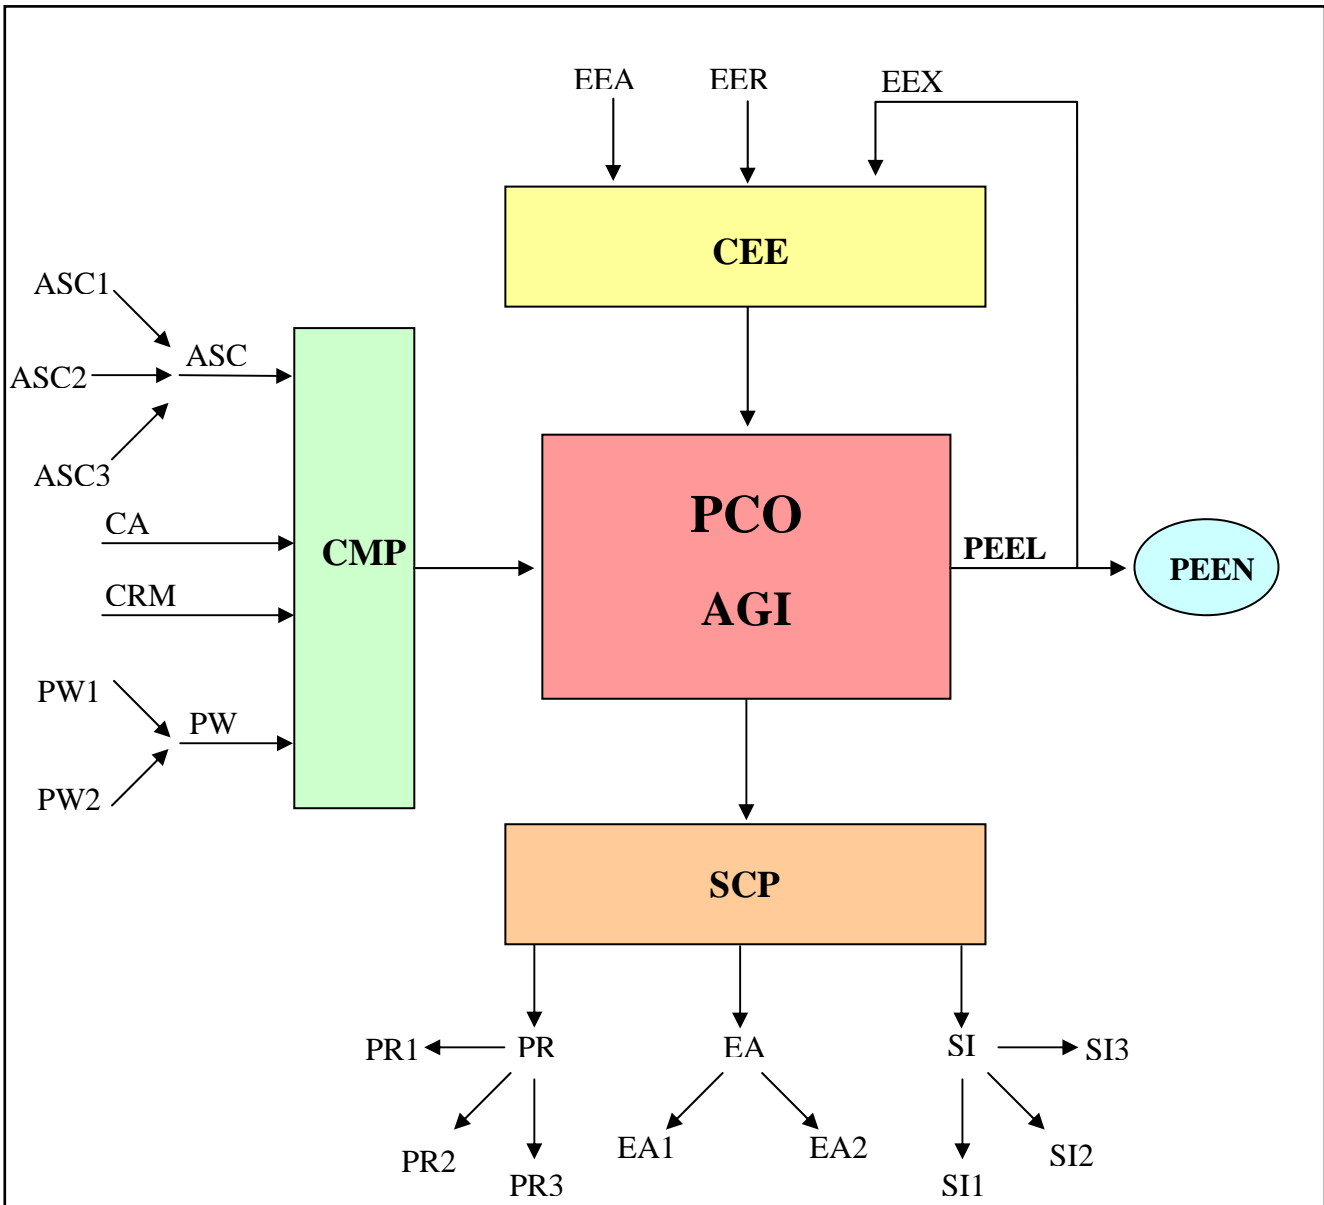 EEA
EER
EEX
CEE
ASC1
ASC
ASC2
ASC3
CA
CMP
CRM
PW1
PW
PW2
PCO
AGI
PEEL
PEEN
SCP
PR1
PR
EA
SI
SI3
PR2
PR3
EA1
EA2
SI1
SI2